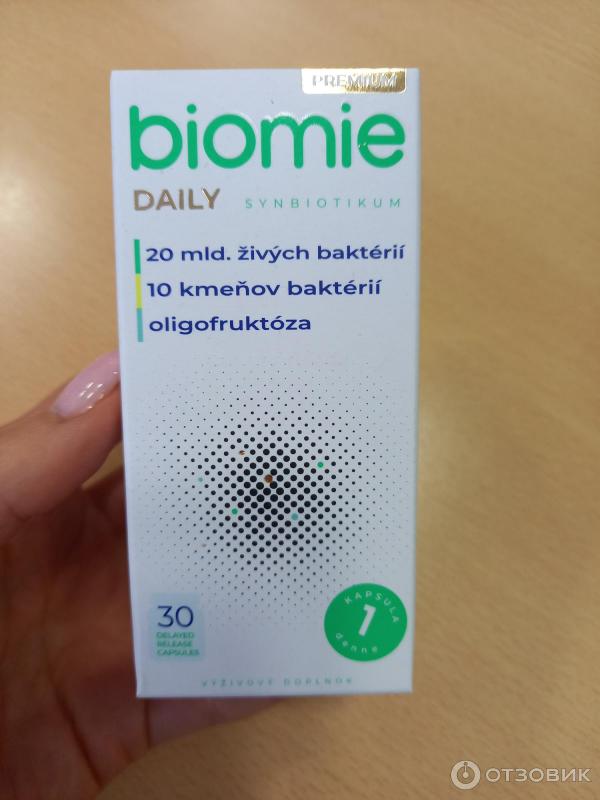 PREMIUM
biomie
DAILY SYNBIOTIKUM
20 mld. živých baktérií
10 kmeňov baktérií
oligofruktóza
30
DELAYED
RELEASE
CAPSULES
KAPSULA
1
denne
VÝŽIVOVÝ DOPLNOK
ОТЗОВИК